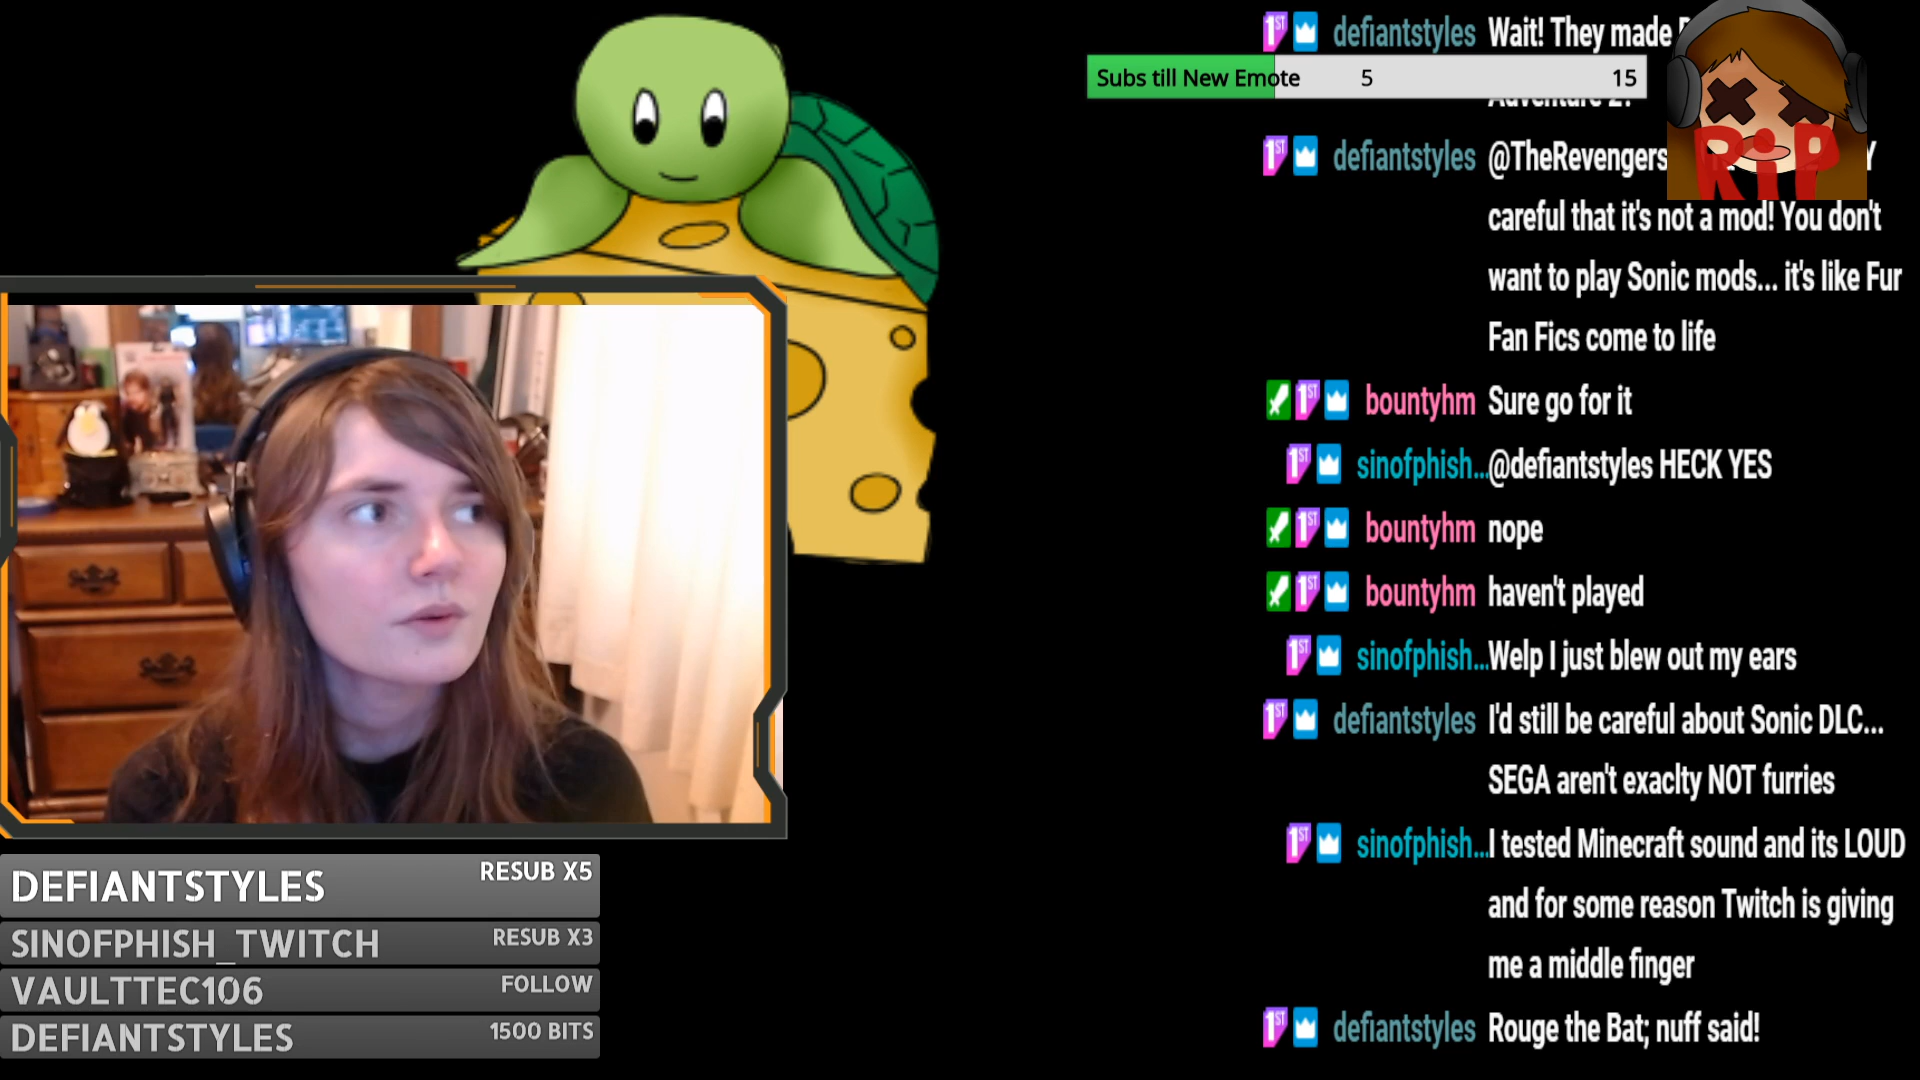 defiantstyles Wait! They made
Subs till New Emote 5 15
Adventure 2?
defiantstyles @TheRevengers
careful that it's not a mod! You don't
want to play Sonic mods... it's like Fur
Fan Fics come to life
RiP
bountyhm Sure go for it
sinofphish...@defiantstyles HECK YES
bountyhm nope
bountyhm haven't played
sinofphish...Welp I just blew out my ears
defiantstyles I'd still be careful about Sonic DLC...
SEGA aren't exaclty NOT furries
sinofphish...I tested Minecraft sound and its LOUD
and for some reason Twitch is giving
me a middle finger
defiantstyles Rouge the Bat; nuff said!
DEFIANTSTYLES RESUB X5
SINOFPHISH_TWITCH RESUB X3
VAULTTEC106 FOLLOW
DEFIANTSTYLES 1500 BITS